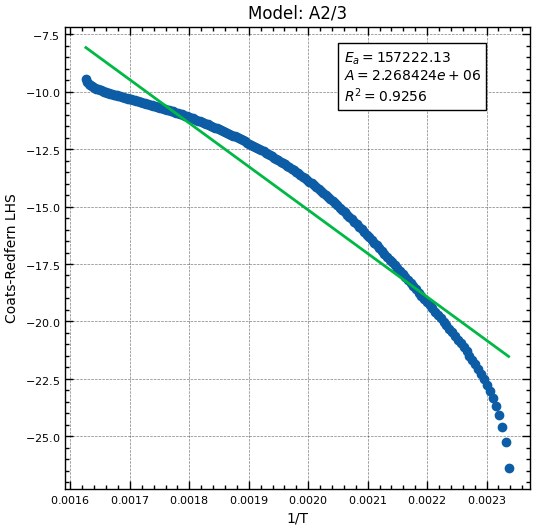 Model: A2/3
−7.5
−10.0
−12.5
−15.0
−17.5
−20.0
−22.5
−25.0
Coats-Redfern LHS
Eₐ = 157222.13
A = 2.268424e + 06
R² = 0.9256
0.0016 0.0017 0.0018 0.0019 0.0020 0.0021 0.0022 0.0023
1/T